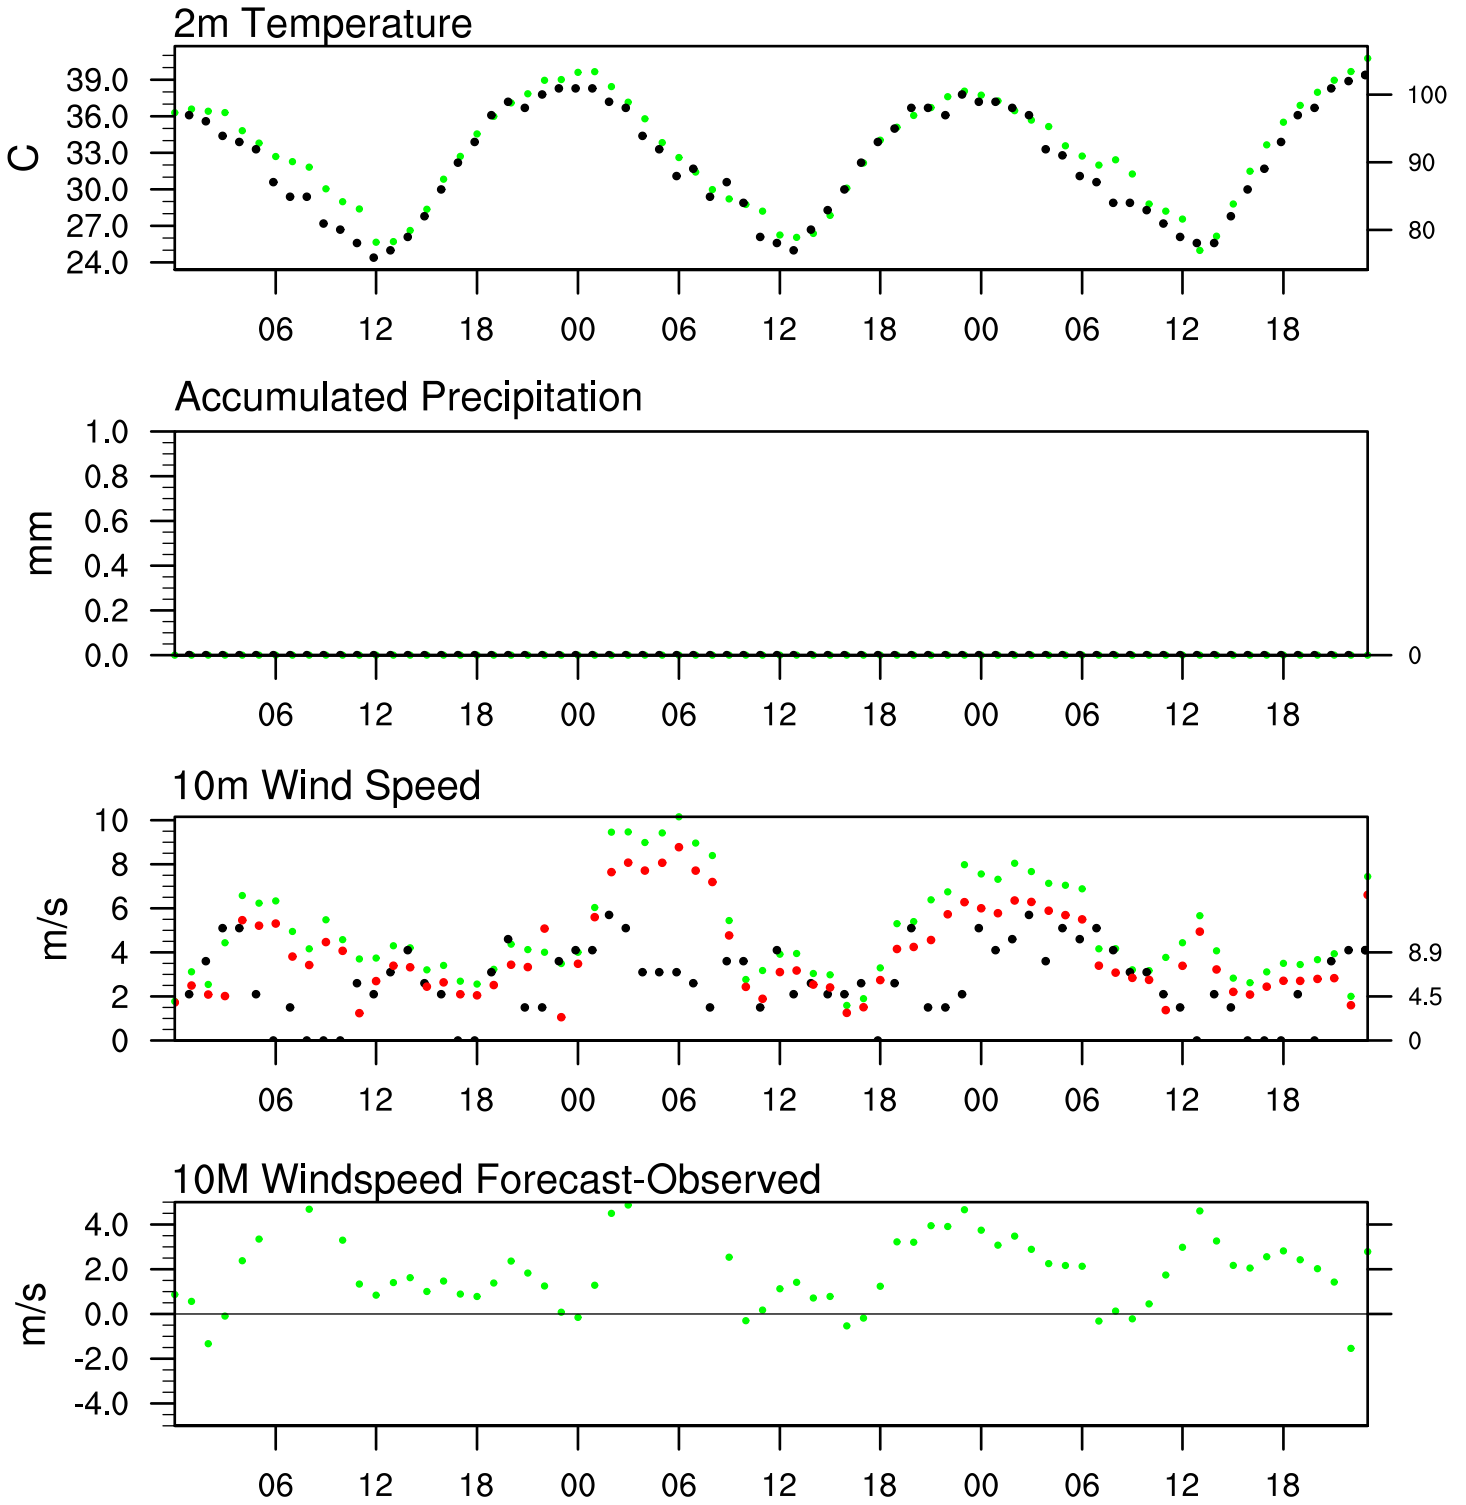 2m Temperature
C
39.0
36.0
33.0
30.0
27.0
24.0
100
90
80
06 12 18 00 06 12 18 00 06 12 18
Accumulated Precipitation
mm
1.0
0.8
0.6
0.4
0.2
0.0
0
06 12 18 00 06 12 18 00 06 12 18
10m Wind Speed
m/s
10
8
6
4
2
0
8.9
4.5
0
06 12 18 00 06 12 18 00 06 12 18
10M Windspeed Forecast-Observed
m/s
4.0
2.0
0.0
-2.0
-4.0
06 12 18 00 06 12 18 00 06 12 18